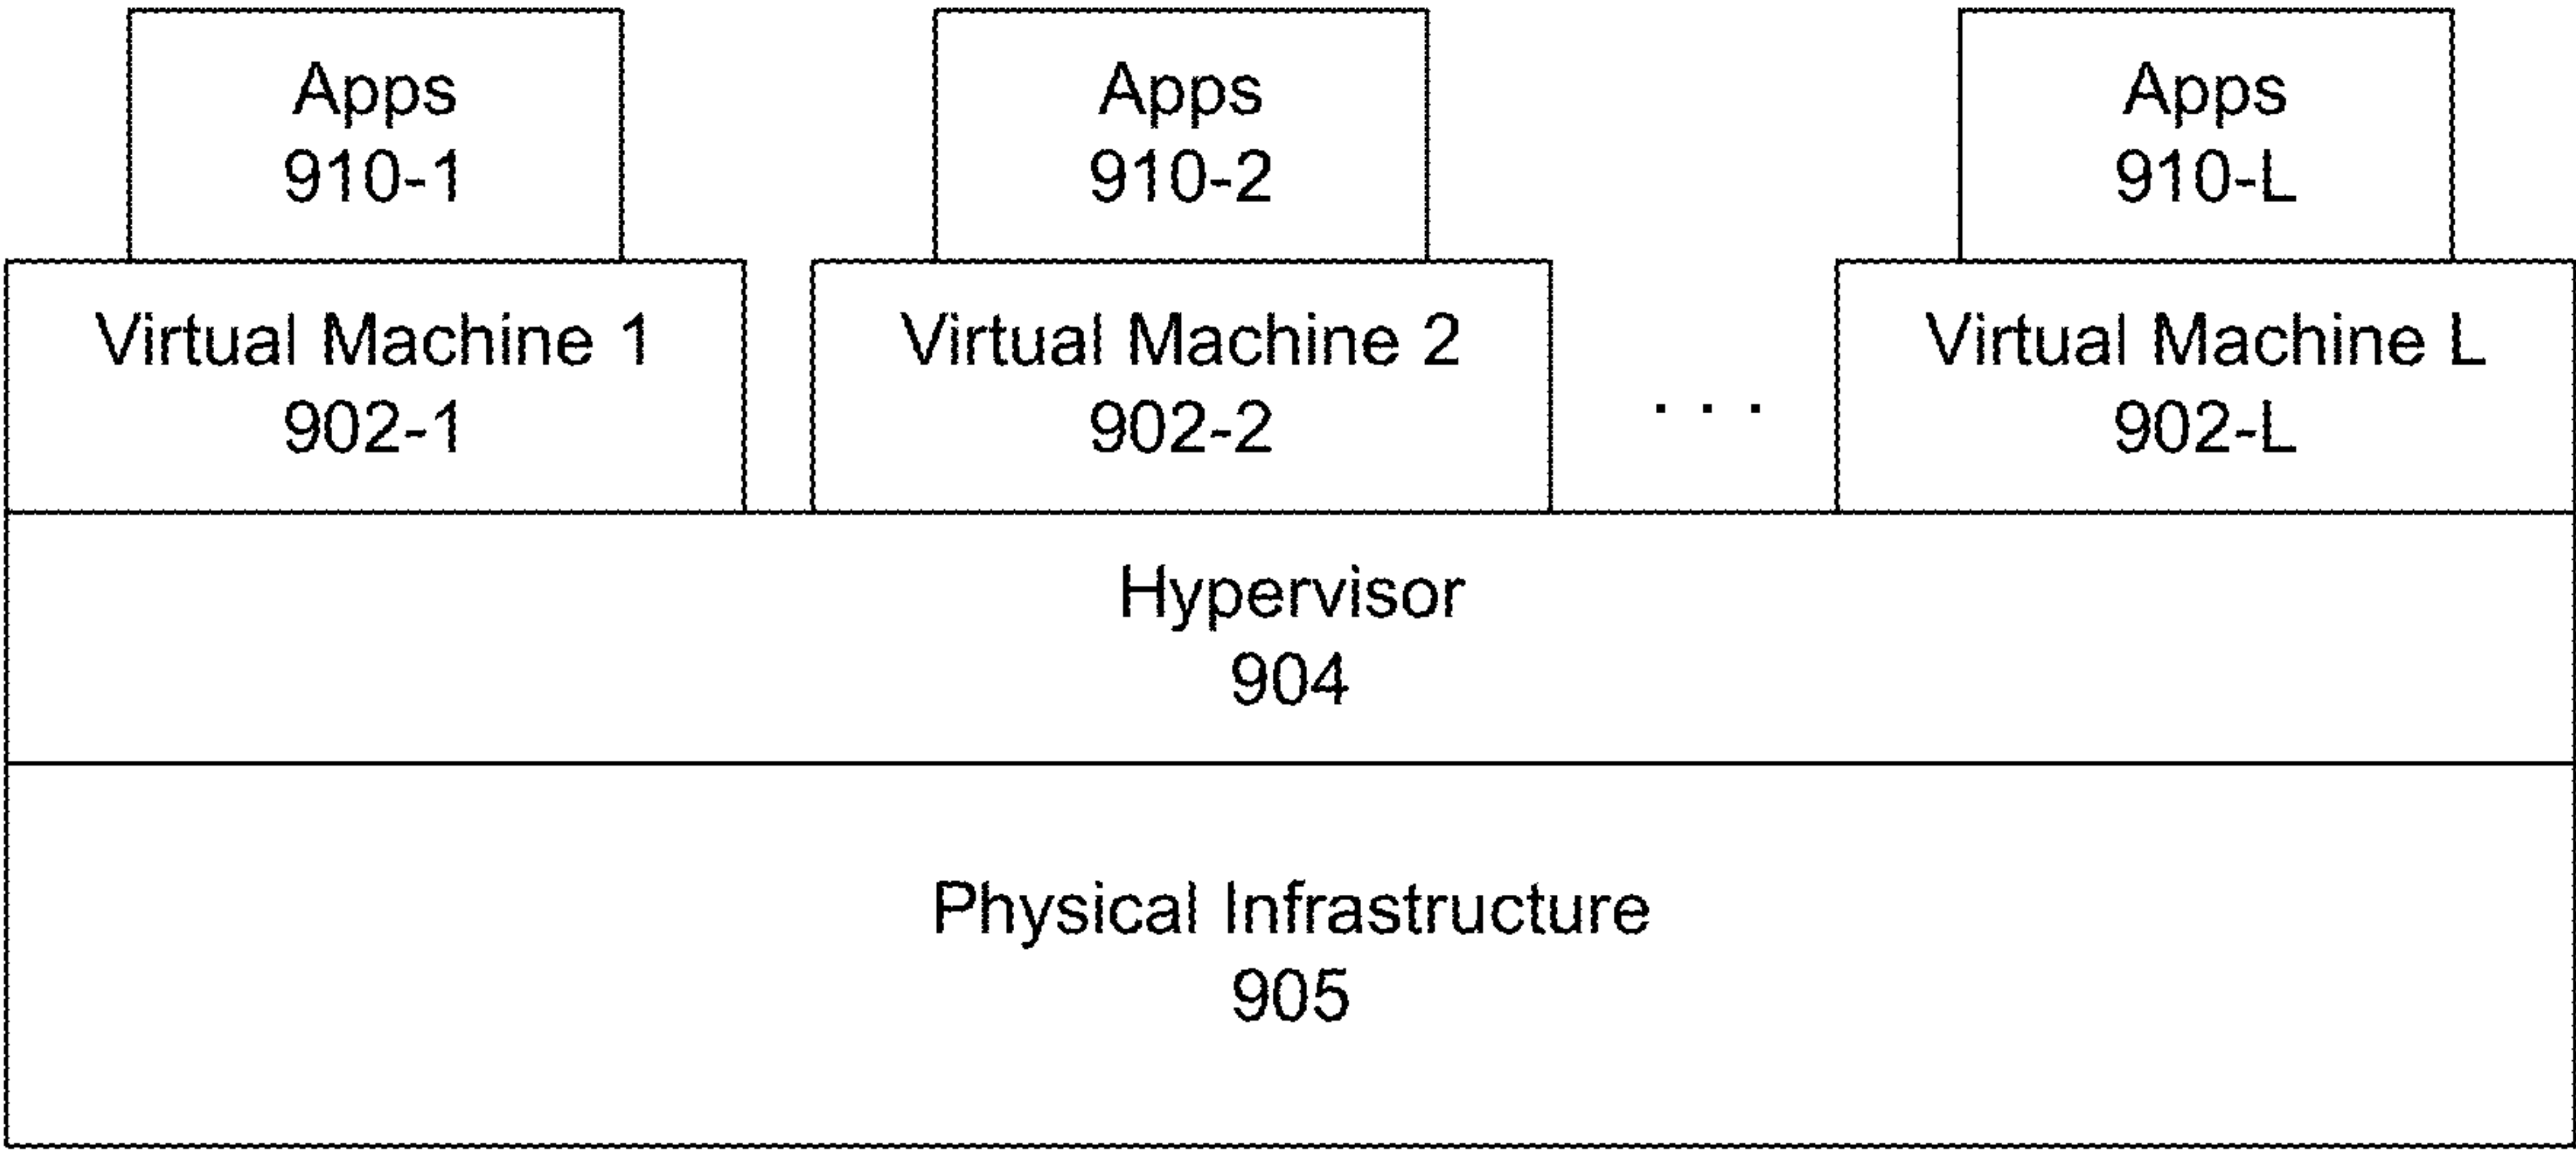 Apps
910-1
Apps
910-2
Apps
910-L
Virtual Machine 1
902-1
Virtual Machine 2
902-2
. . .
Virtual Machine L
902-L
Hypervisor
904
Physical Infrastructure
905